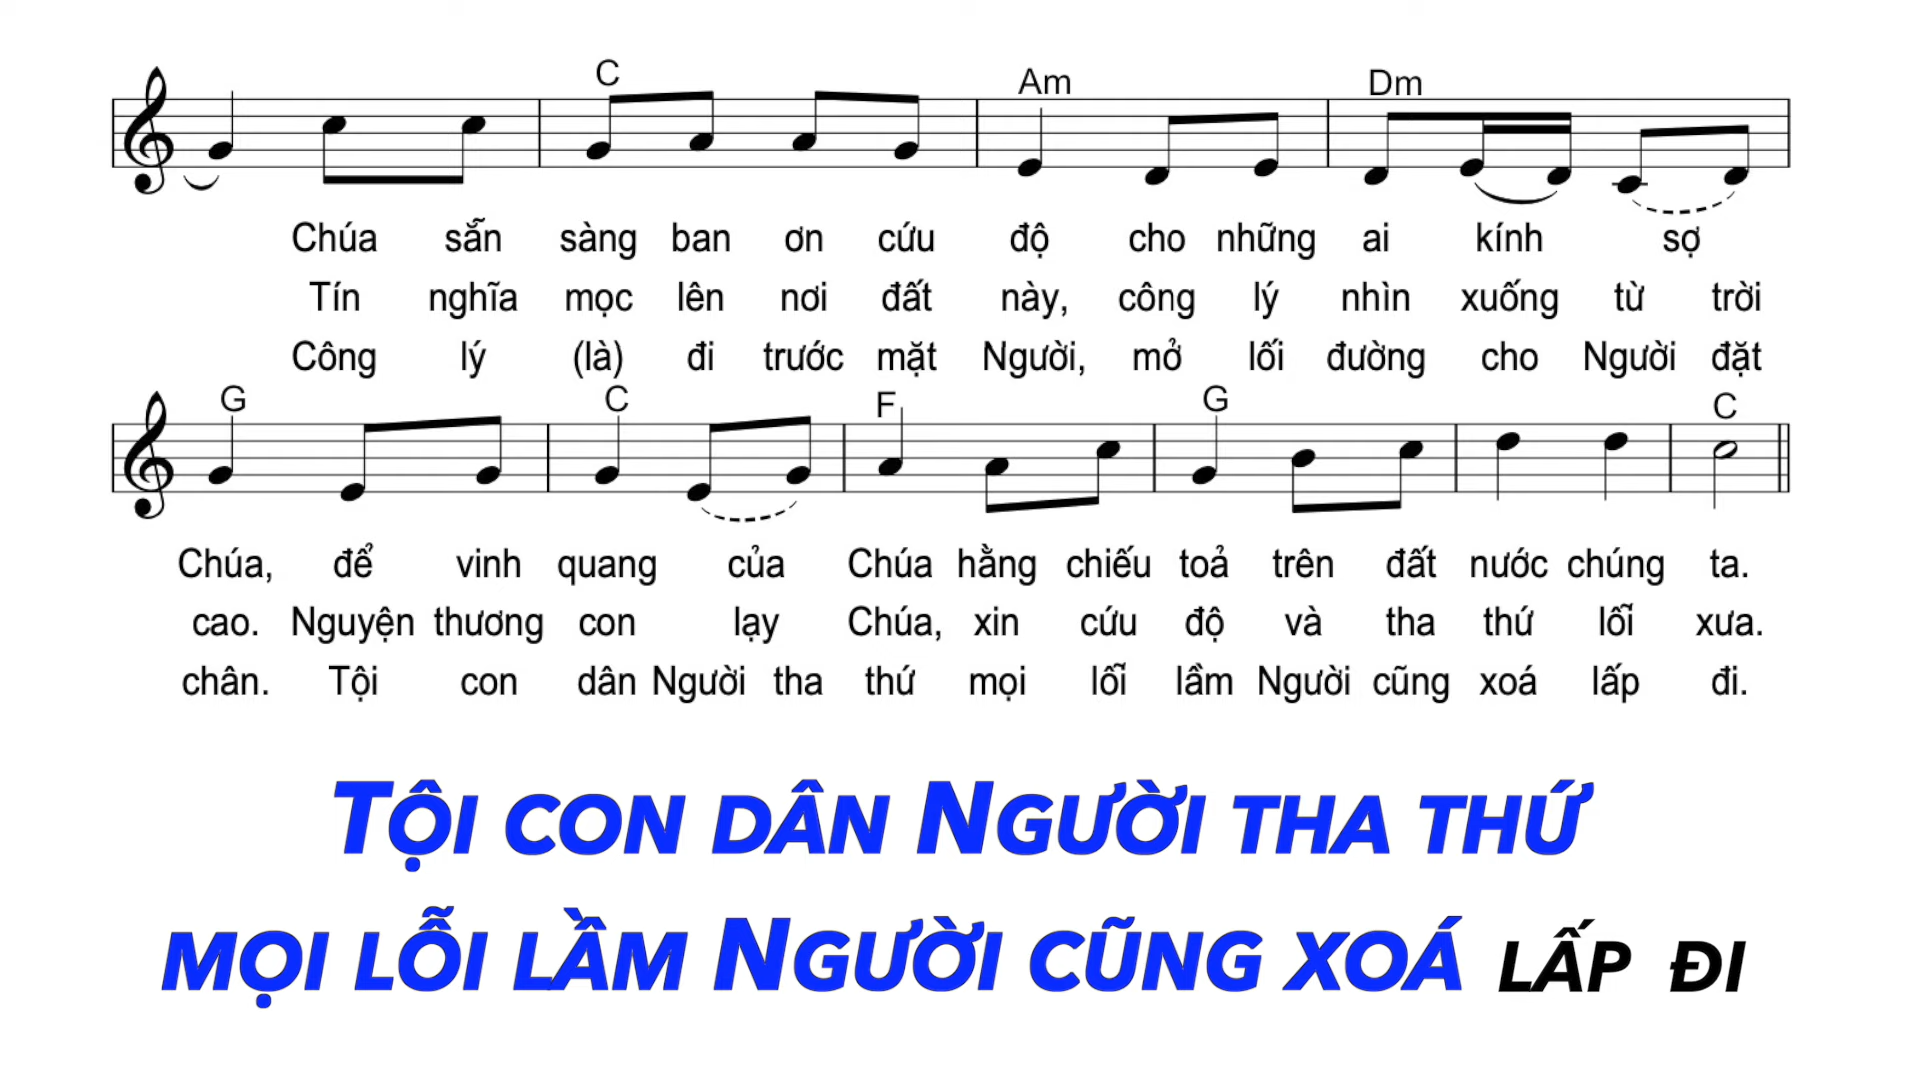 C Am Dm
Chúa sẵn sàng ban ơn cứu độ cho những ai kính sợ
Tín nghĩa mọc lên nơi đất này, công lý nhìn xuống từ trời
Công lý (là) đi trước mặt Người, mở lối đường cho Người đặt
G C F G C
Chúa, để vinh quang của Chúa hằng chiếu toả trên đất nước chúng ta.
cao. Nguyện thương con lạy Chúa, xin cứu độ và tha thứ lỗi xưa.
chân. Tội con dân Người tha thứ mọi lỗi lầm Người cũng xoá lấp đi.
TỘI CON DÂN NGƯỜI THA THỨ
MỌI LỖI LẦM NGƯỜI CŨNG XOÁ LẤP ĐI